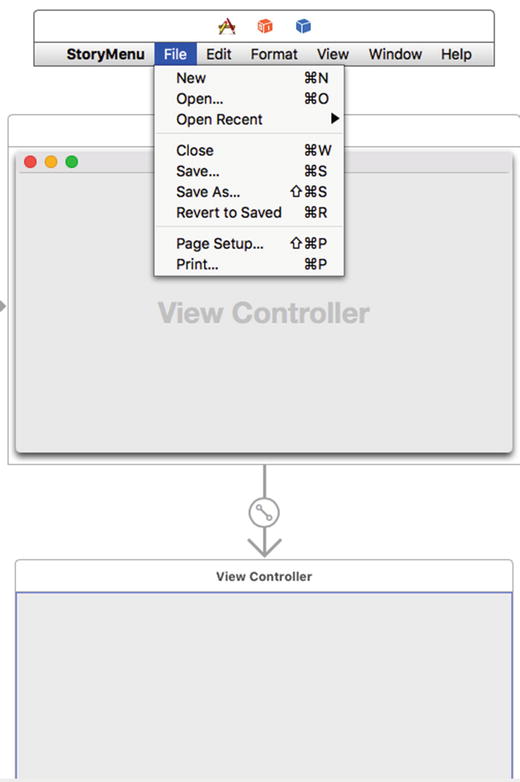 StoryMenu File Edit Format View Window Help
New ⌘N
Open... ⌘O
Open Recent ▶
Close ⌘W
Save... ⌘S
Save As... ⇧⌘S
Revert to Saved ⌘R
Page Setup... ⇧⌘P
Print... ⌘P
View Controller
View Controller